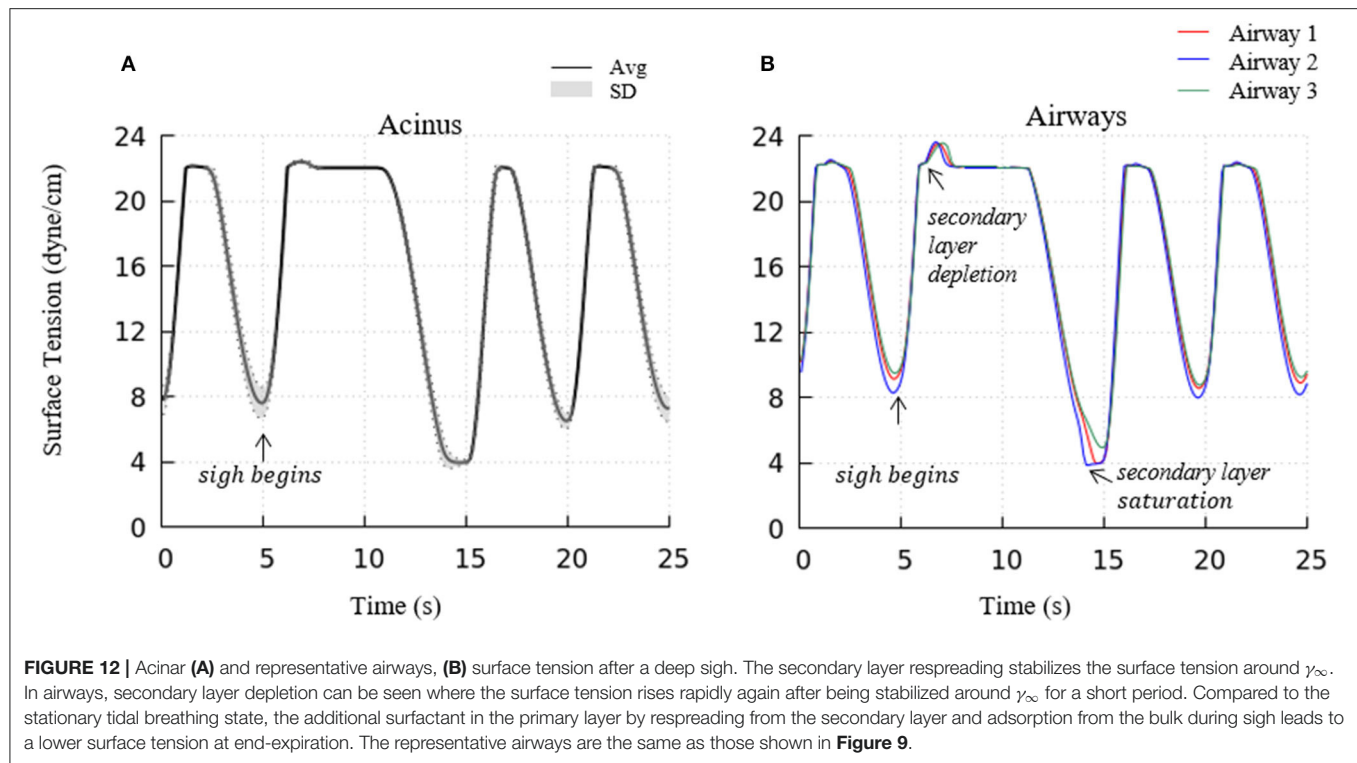 A
Avg
SD
Acinus
Surface Tension (dyne/cm)
24
20
16
12
8
4
0
sigh begins
0 5 10 15 20 25
Time (s)
B
Airway 1
Airway 2
Airway 3
Airways
24
20
16
12
8
4
0
secondary
layer
depletion
sigh begins
secondary layer
saturation
0 5 10 15 20 25
Time (s)
FIGURE 12 | Acinar (A) and representative airways, (B) surface tension after a deep sigh. The secondary layer respreading stabilizes the surface tension around γ∞.
In airways, secondary layer depletion can be seen where the surface tension rises rapidly again after being stabilized around γ∞ for a short period. Compared to the
stationary tidal breathing state, the additional surfactant in the primary layer by respreading from the secondary layer and adsorption from the bulk during sigh leads to
a lower surface tension at end-expiration. The representative airways are the same as those shown in Figure 9.